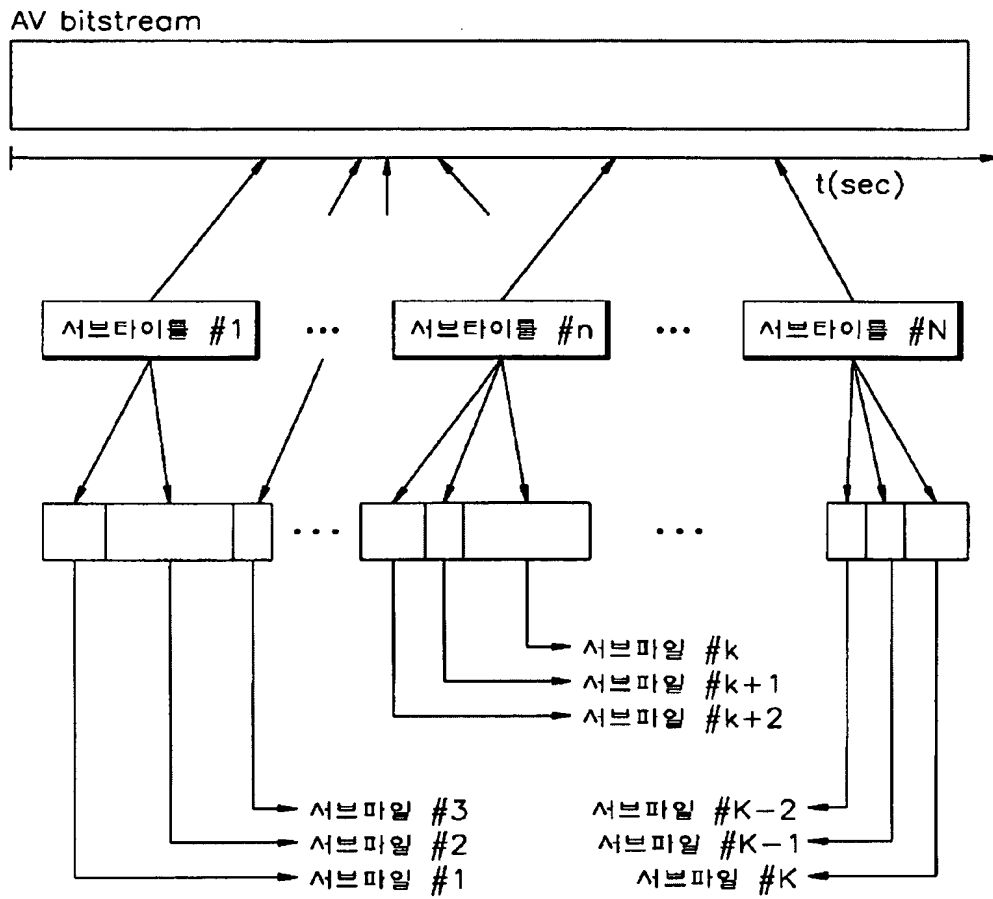 AV bitstream
t(sec)
서브타이틀 #1
...
서브타이틀 #n
...
서브타이틀 #N
...
...
서브파일 #k
서브파일 #k+1
서브파일 #k+2
서브파일 #3
서브파일 #K-2
서브파일 #2
서브파일 #K-1
서브파일 #1
서브파일 #K